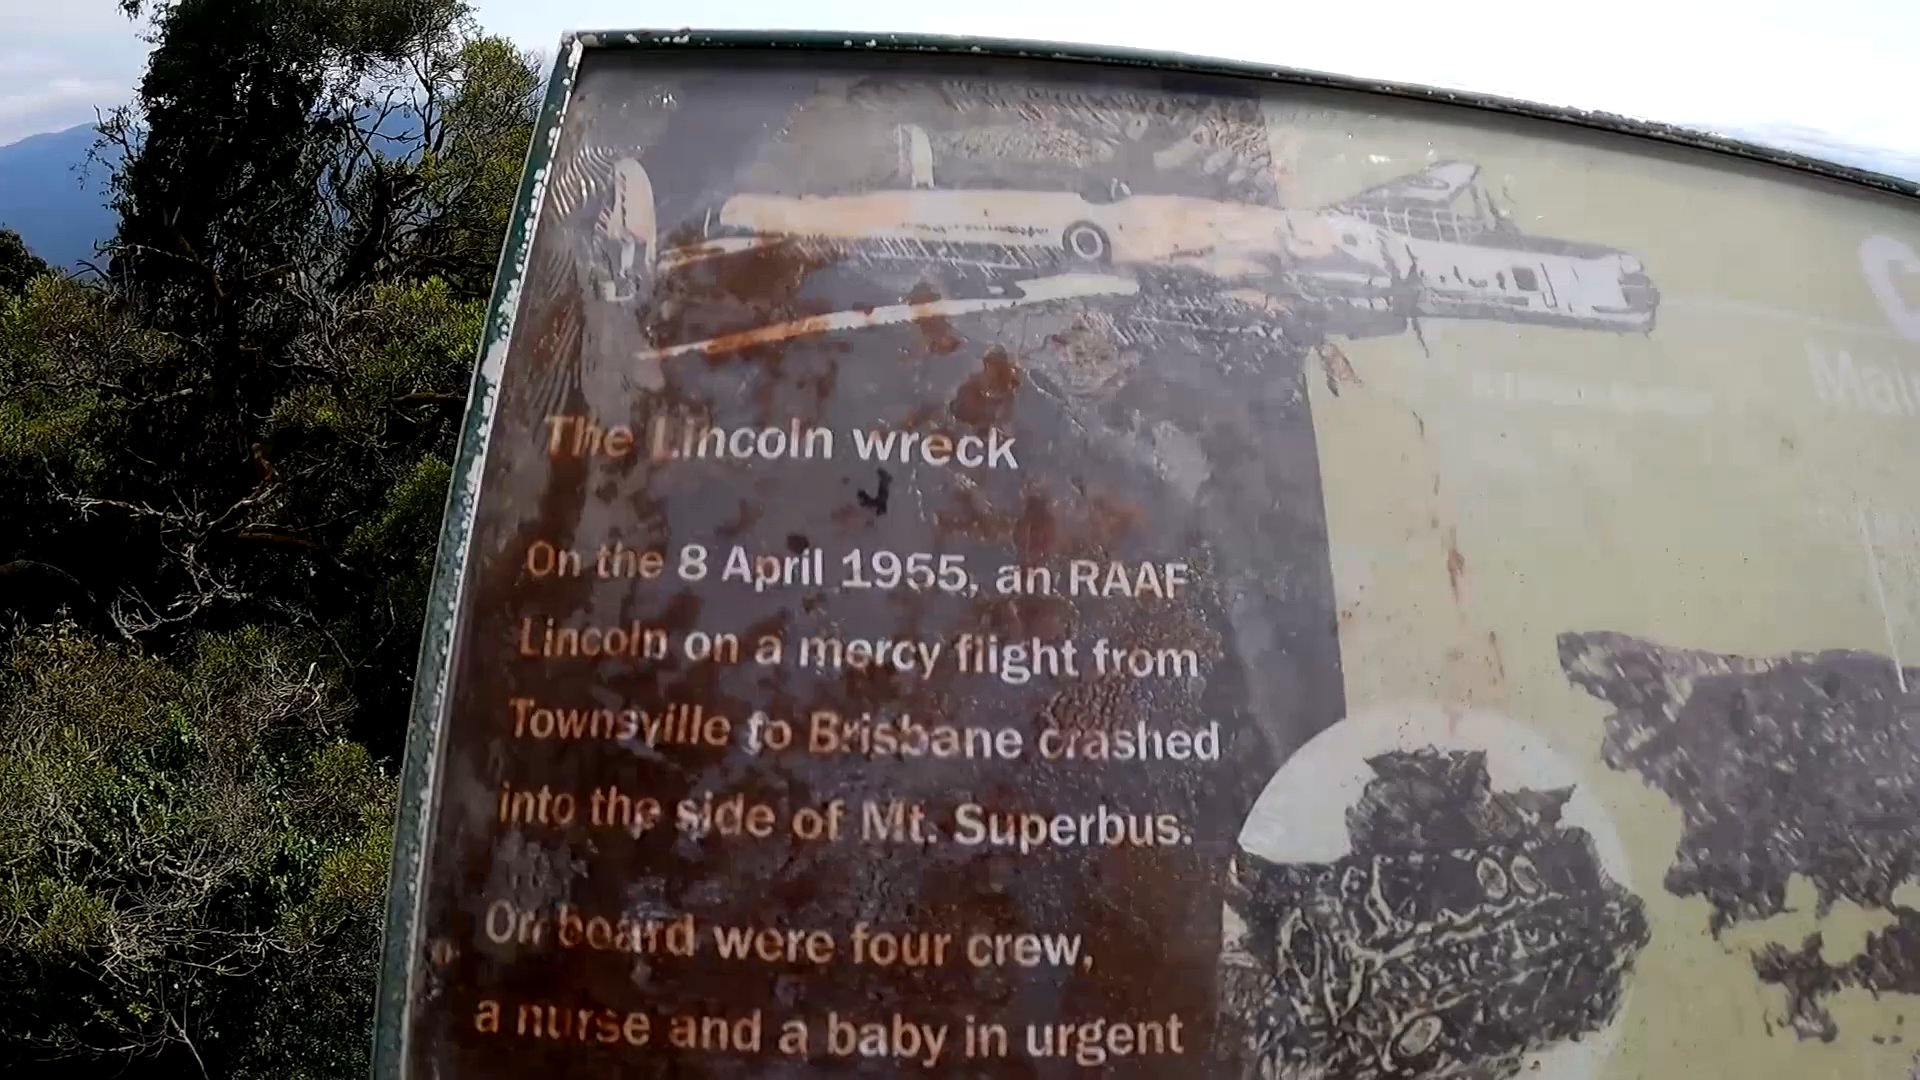 The Lincoln wreck
On the 8 April 1955, an RAAF
Lincoln on a mercy flight from
Townsville to Brisbane crashed
into the side of Mt. Superbus.
On board were four crew,
a nurse and a baby in urgent